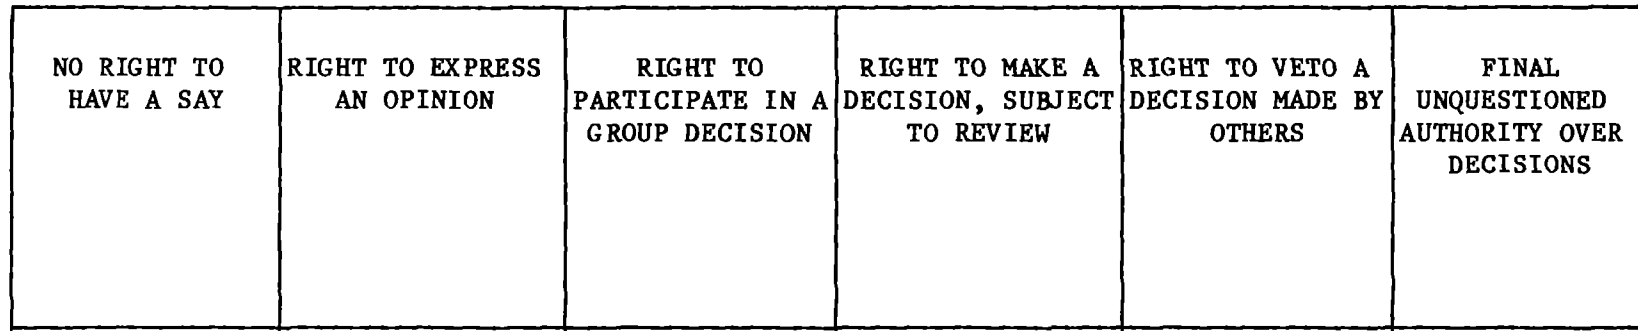 NO RIGHT TO
HAVE A SAY
RIGHT TO EXPRESS
AN OPINION
RIGHT TO
PARTICIPATE IN A
GROUP DECISION
RIGHT TO MAKE A
DECISION, SUBJECT
TO REVIEW
RIGHT TO VETO A
DECISION MADE BY
OTHERS
FINAL
UNQUESTIONED
AUTHORITY OVER
DECISIONS